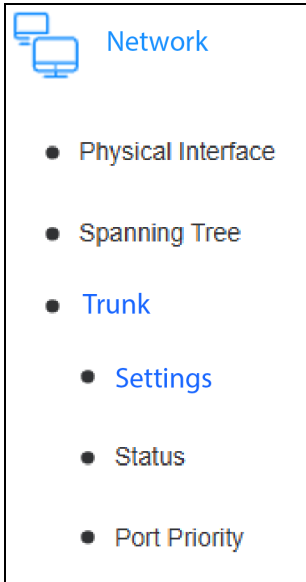 Network
Physical Interface
Spanning Tree
Trunk
Settings
Status
Port Priority